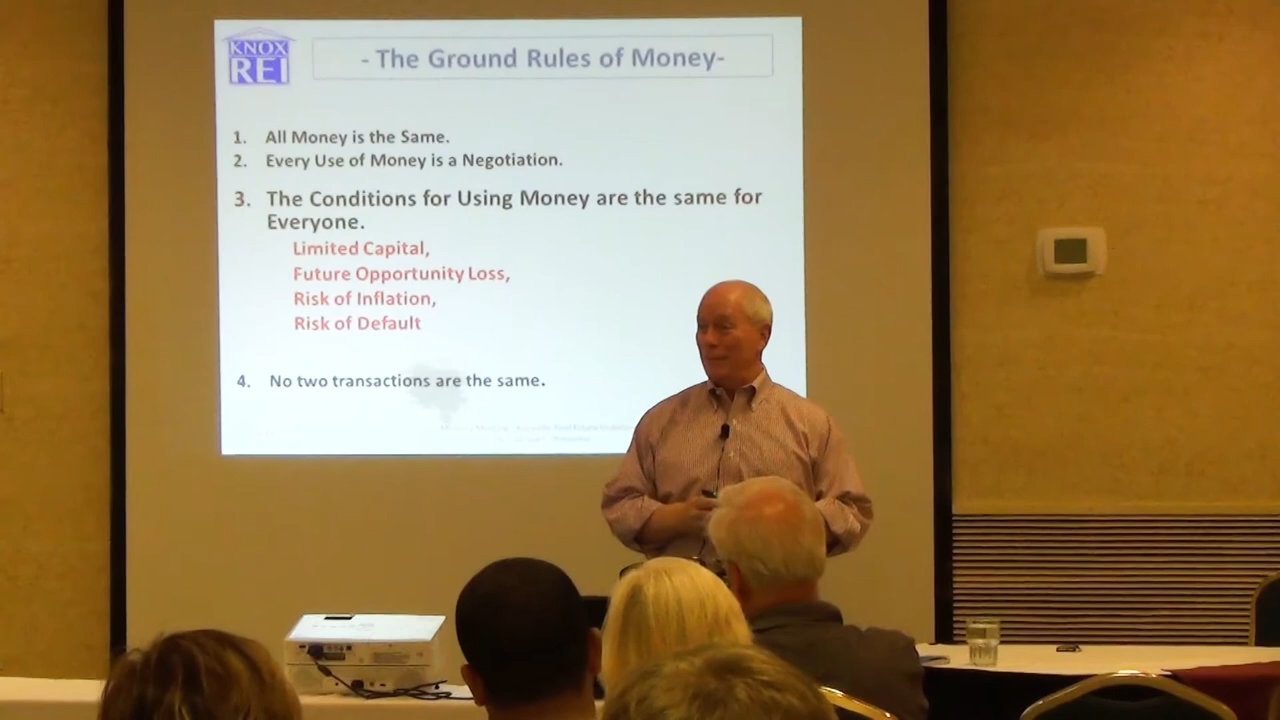 KNOX
REI
- The Ground Rules of Money-
1. All Money is the Same.
2. Every Use of Money is a Negotiation.
3. The Conditions for Using Money are the same for
Everyone.
Limited Capital,
Future Opportunity Loss,
Risk of Inflation,
Risk of Default
4. No two transactions are the same.